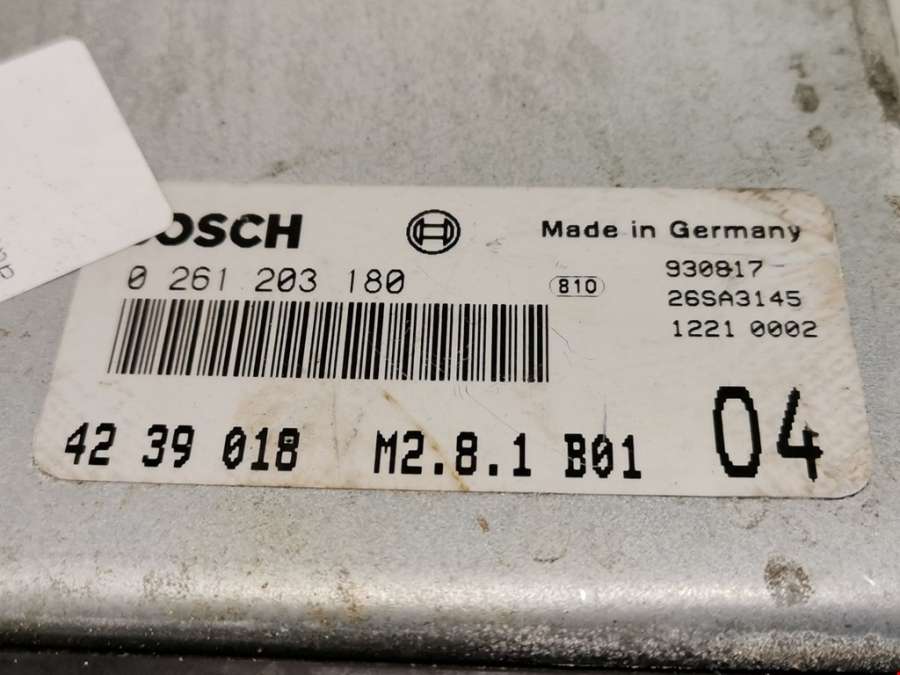 BOSCH
Made in Germany
0 261 203 180
810
930817
26SA3145
1221 0002
42 39 018 M2.8.1 B01
04